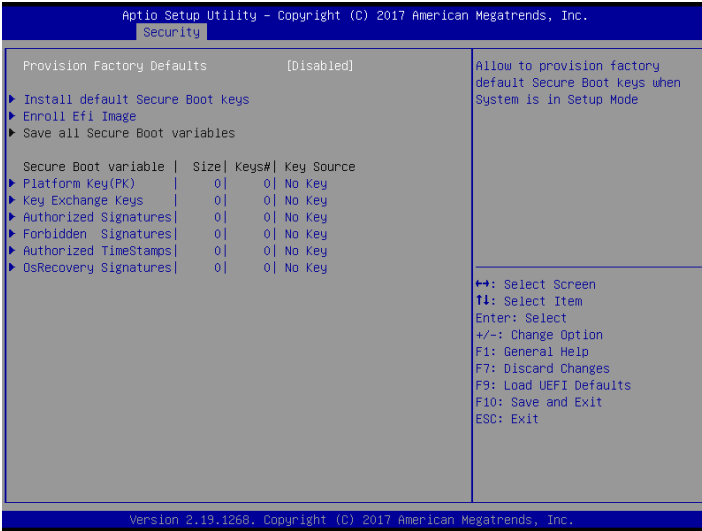 Aptio Setup Utility – Copyright (C) 2017 American Megatrends, Inc.
Security
Provision Factory Defaults [Disabled]
Install default Secure Boot keys
Enroll Efi Image
Save all Secure Boot variables
Secure Boot variable | Size| Keys#| Key Source
Platform Key(PK) | 0| 0| No Key
Key Exchange Keys | 0| 0| No Key
Authorized Signatures| 0| 0| No Key
Forbidden Signatures| 0| 0| No Key
Authorized TimeStamps| 0| 0| No Key
OsRecovery Signatures| 0| 0| No Key
Allow to provision factory
default Secure Boot keys when
System is in Setup Mode
↔: Select Screen
↑↓: Select Item
Enter: Select
+/-: Change Option
F1: General Help
F7: Discard Changes
F9: Load UEFI Defaults
F10: Save and Exit
ESC: Exit
Version 2.19.1268. Copyright (C) 2017 American Megatrends, Inc.